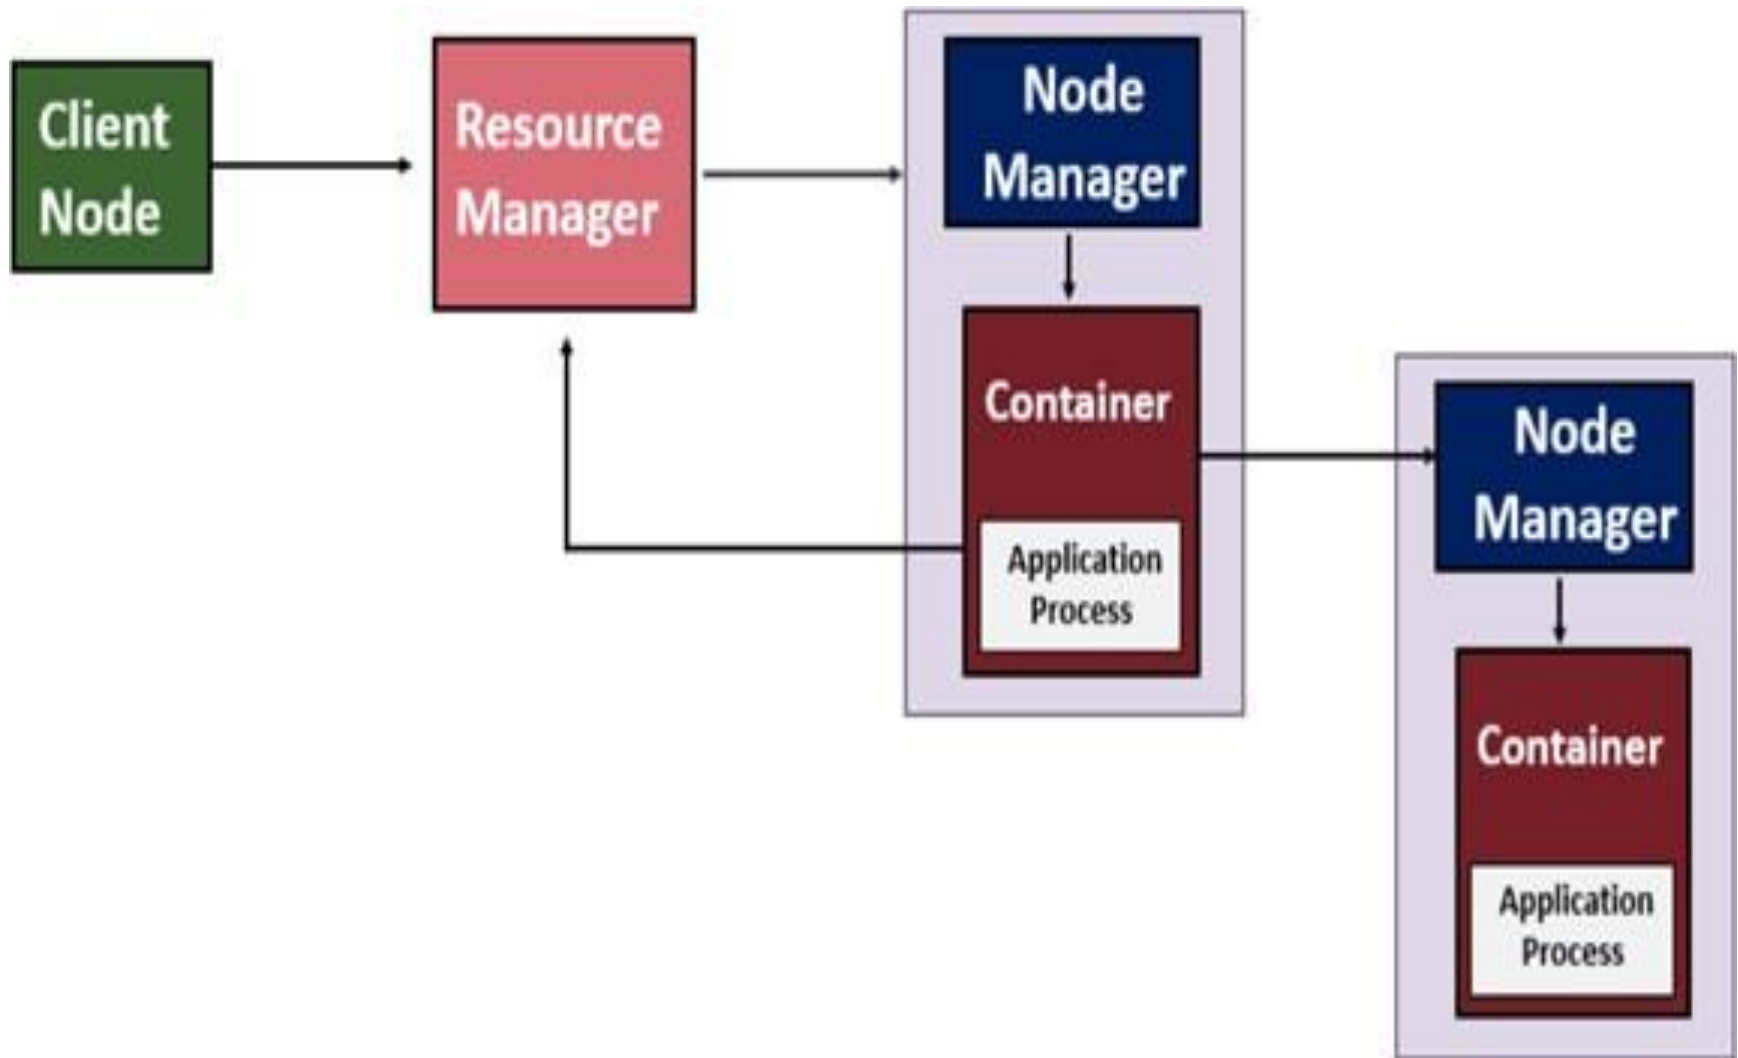 Client
Node
Resource
Manager
Node
Manager
Container
Application
Process
Node
Manager
Container
Application
Process